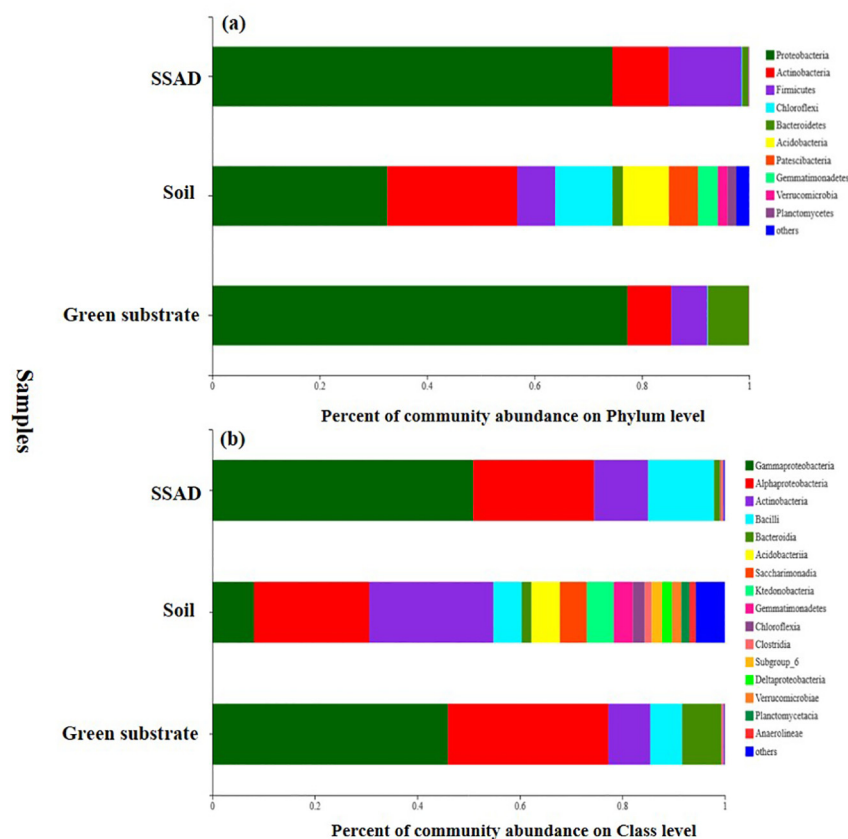 (a)
SSAD
Soil
Green substrate
0
0.2
0.4
0.6
0.8
1
Percent of community abundance on Phylum level
Proteobacteria
Actinobacteria
Firmicutes
Chloroflexi
Bacteroidetes
Acidobacteria
Patescibacteria
Gemmatimonadetes
Verrucomicrobia
Planctomycetes
others
Samples
(b)
SSAD
Soil
Green substrate
0
0.2
0.4
0.6
0.8
1
Percent of community abundance on Class level
Gammaproteobacteria
Alphaproteobacteria
Actinobacteria
Bacilli
Bacteroidia
Acidobacteriia
Saccharimonadia
Ktedonobacteria
Gemmatimonadetes
Chloroflexia
Clostridia
Subgroup_6
Deltaproteobacteria
Verrucomicrobiae
Planctomycetacia
Anaerolineae
others